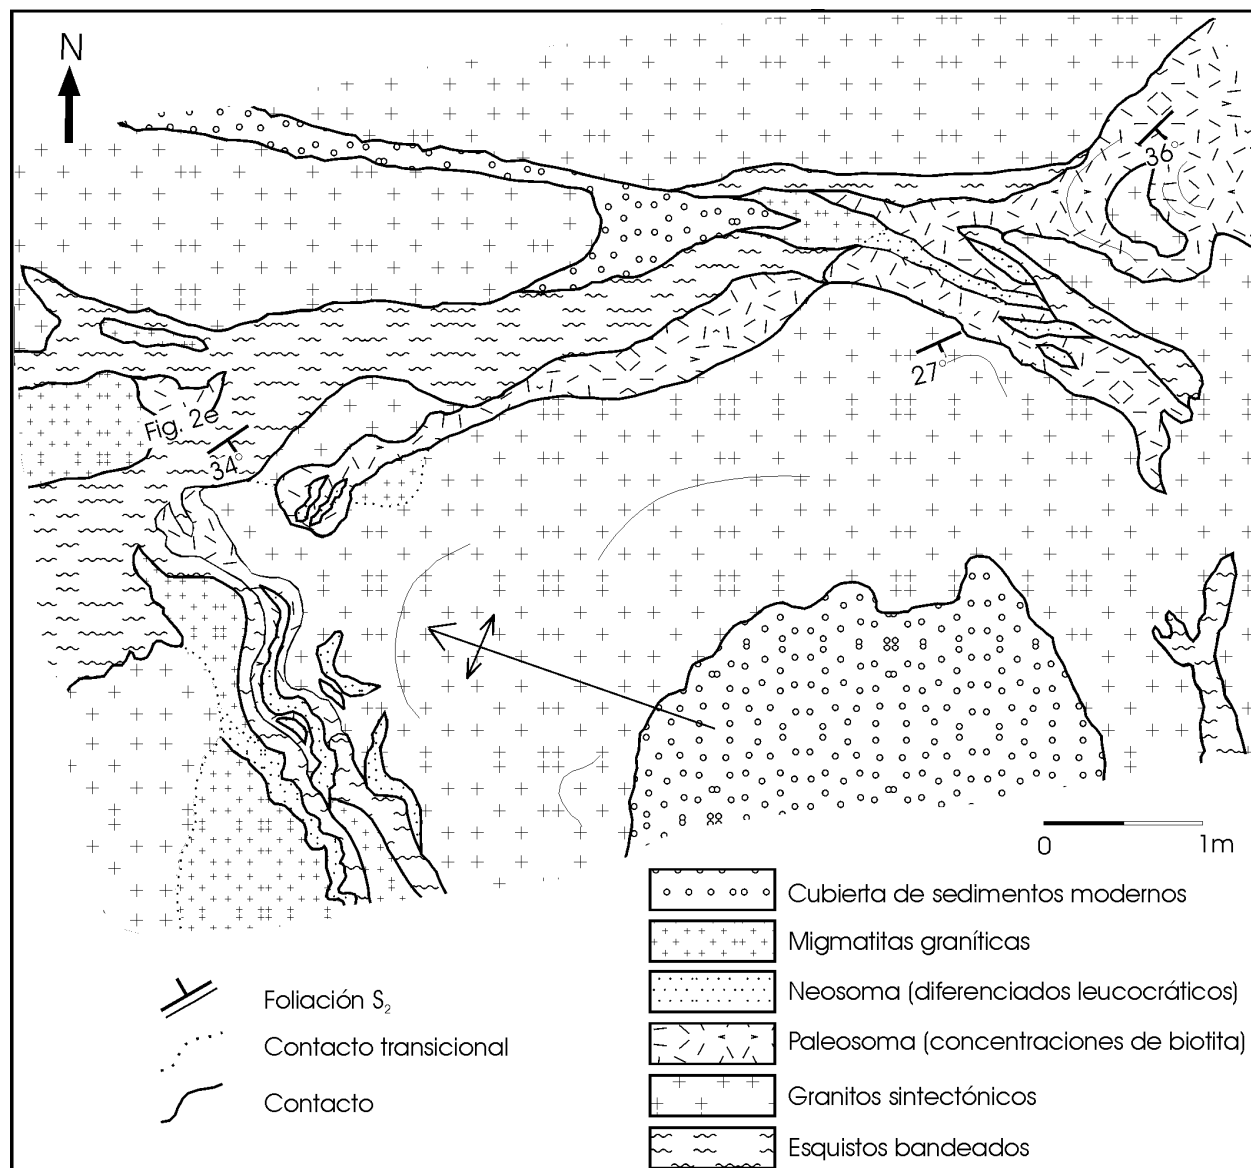 N
36°
27°
Fig. 2e
34°
0 1m
Cubierta de sedimentos modernos
Migmatitas graníticas
Neosoma (diferenciados leucocráticos)
Paleosoma (concentraciones de biotita)
Granitos sintectónicos
Esquistos bandeados
Foliación S₂
Contacto transicional
Contacto